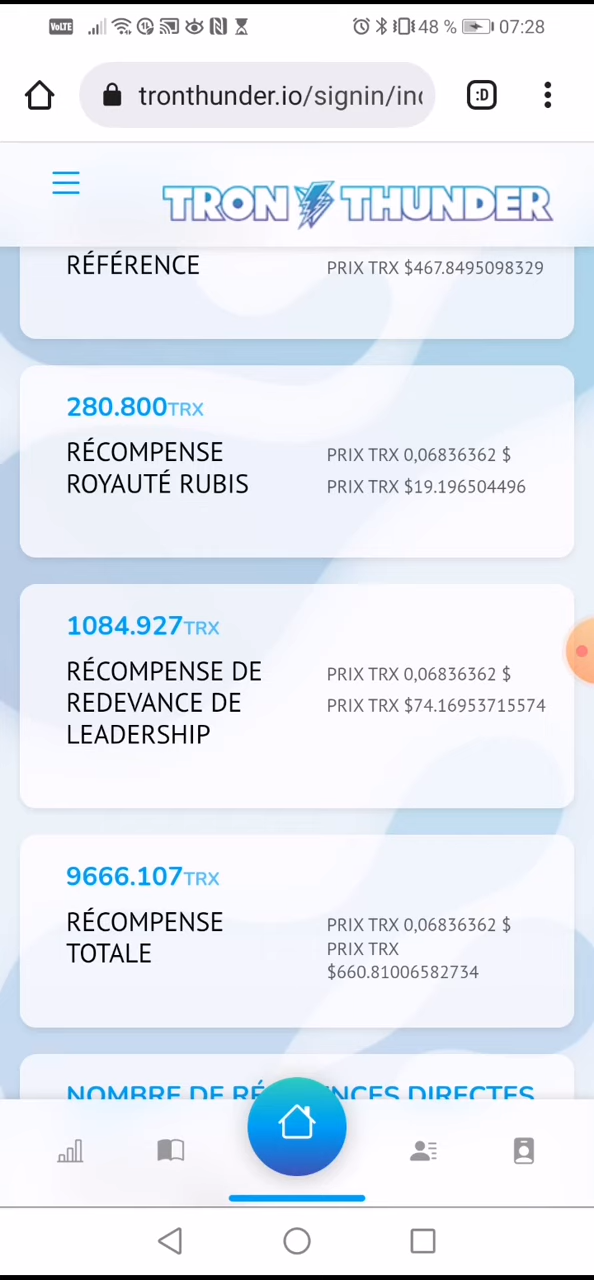 VoLTE 48 % 07:28
:D
tronthunder.io/signin/in
TRON THUNDER
RÉFÉRENCE
PRIX TRX $467.8495098329
280.800TRX
RÉCOMPENSE
ROYAUTÉ RUBIS
PRIX TRX 0,06836362 $
PRIX TRX $19.196504496
1084.927TRX
RÉCOMPENSE DE
REDEVANCE DE
LEADERSHIP
PRIX TRX 0,06836362 $
PRIX TRX $74.16953715574
9666.107TRX
RÉCOMPENSE
TOTALE
PRIX TRX 0,06836362 $
PRIX TRX
$660.81006582734
NOMBRE DE RÉ NCES DIRECTES